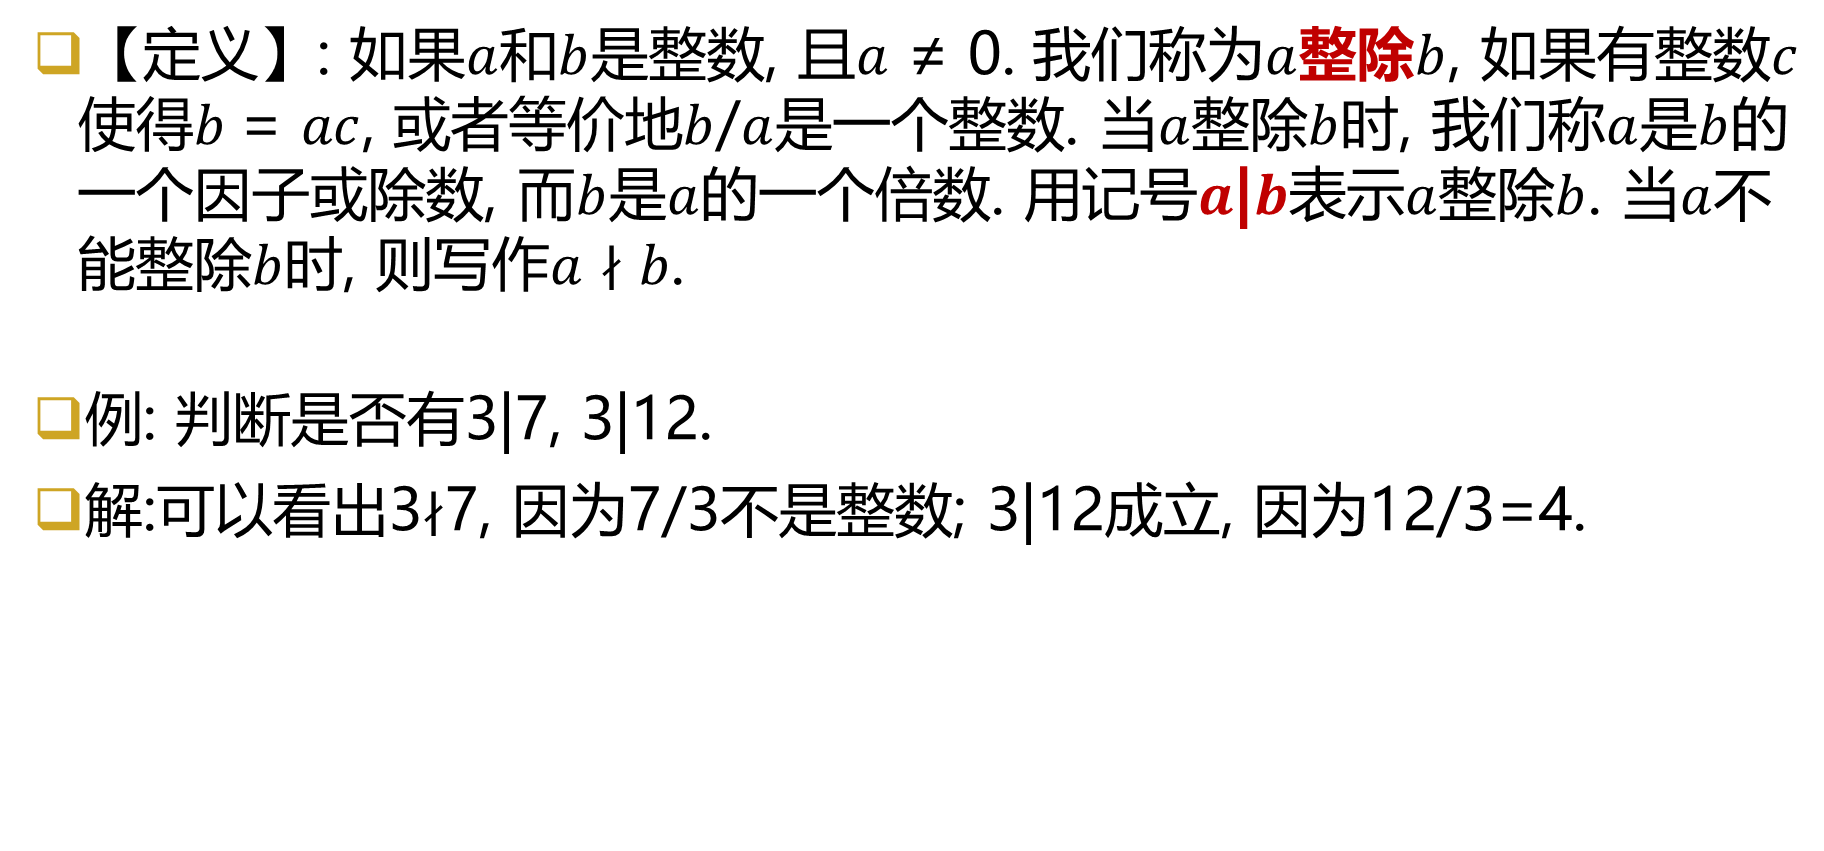 【定义】: 如果a和b是整数, 且a ≠ 0. 我们称为a整除b, 如果有整数c
使得b = ac, 或者等价地b/a是一个整数. 当a整除b时, 我们称a是b的
一个因子或除数, 而b是a的一个倍数. 用记号a|b表示a整除b. 当a不
能整除b时, 则写作a ∤ b.
例: 判断是否有3|7, 3|12.
解:可以看出3∤7, 因为7/3不是整数; 3|12成立, 因为12/3=4.